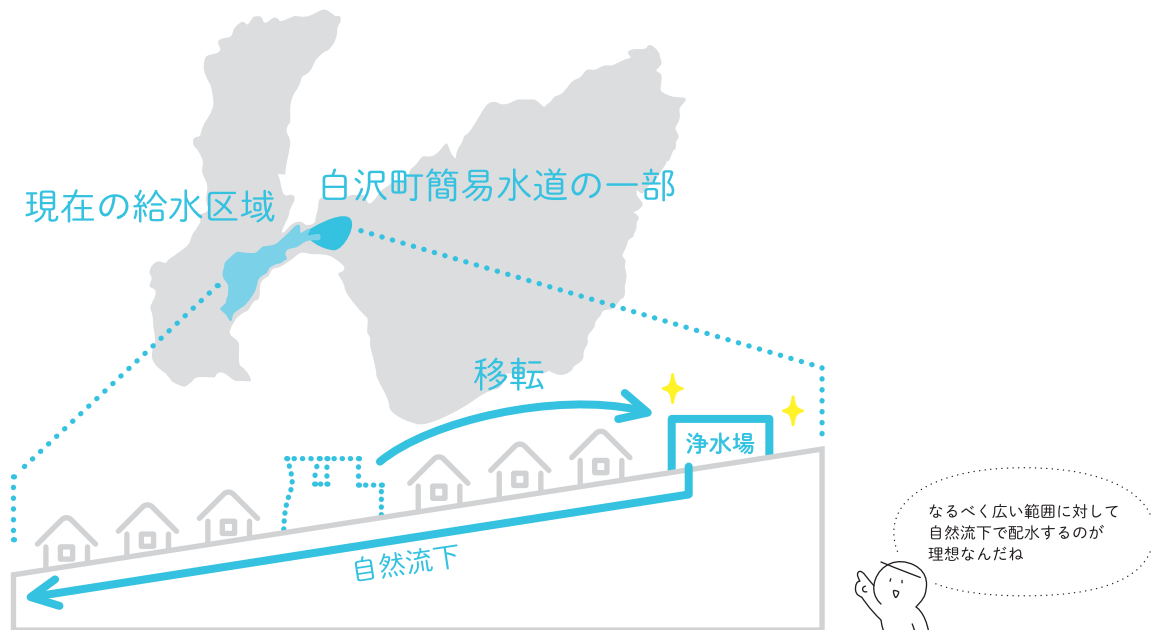 白沢町簡易水道の一部
現在の給水区域
移転
浄水場
自然流下
なるべく広い範囲に対して
自然流下で配水するのが
理想なんだね